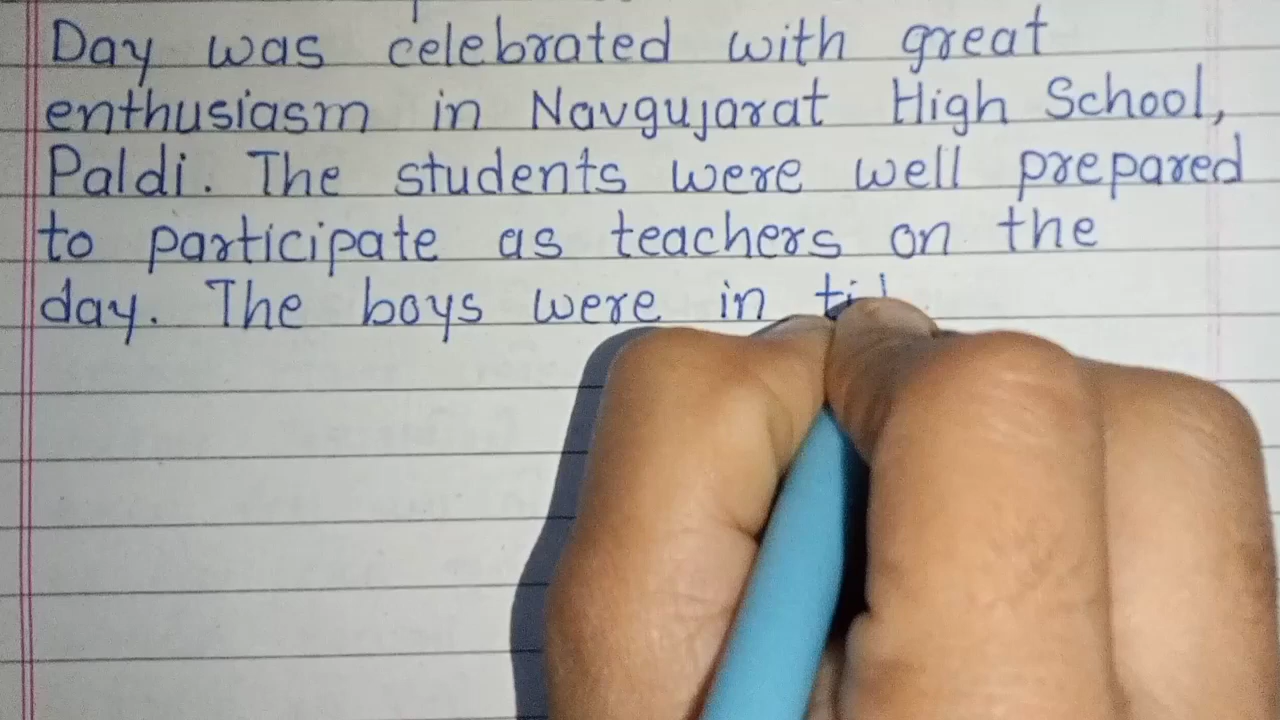 Day was celebrated with great
enthusiasm in Navgujarat High School,
Paldi. The students were well prepared
to participate as teachers on the
day. The boys were in